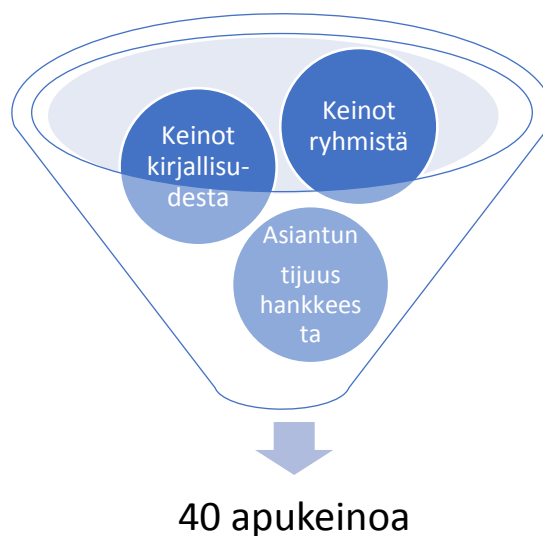 Keinot
kirjallisu-
desta
Keinot
ryhmistä
Asiantun
tijuus
hankkees
ta
40 apukeinoa